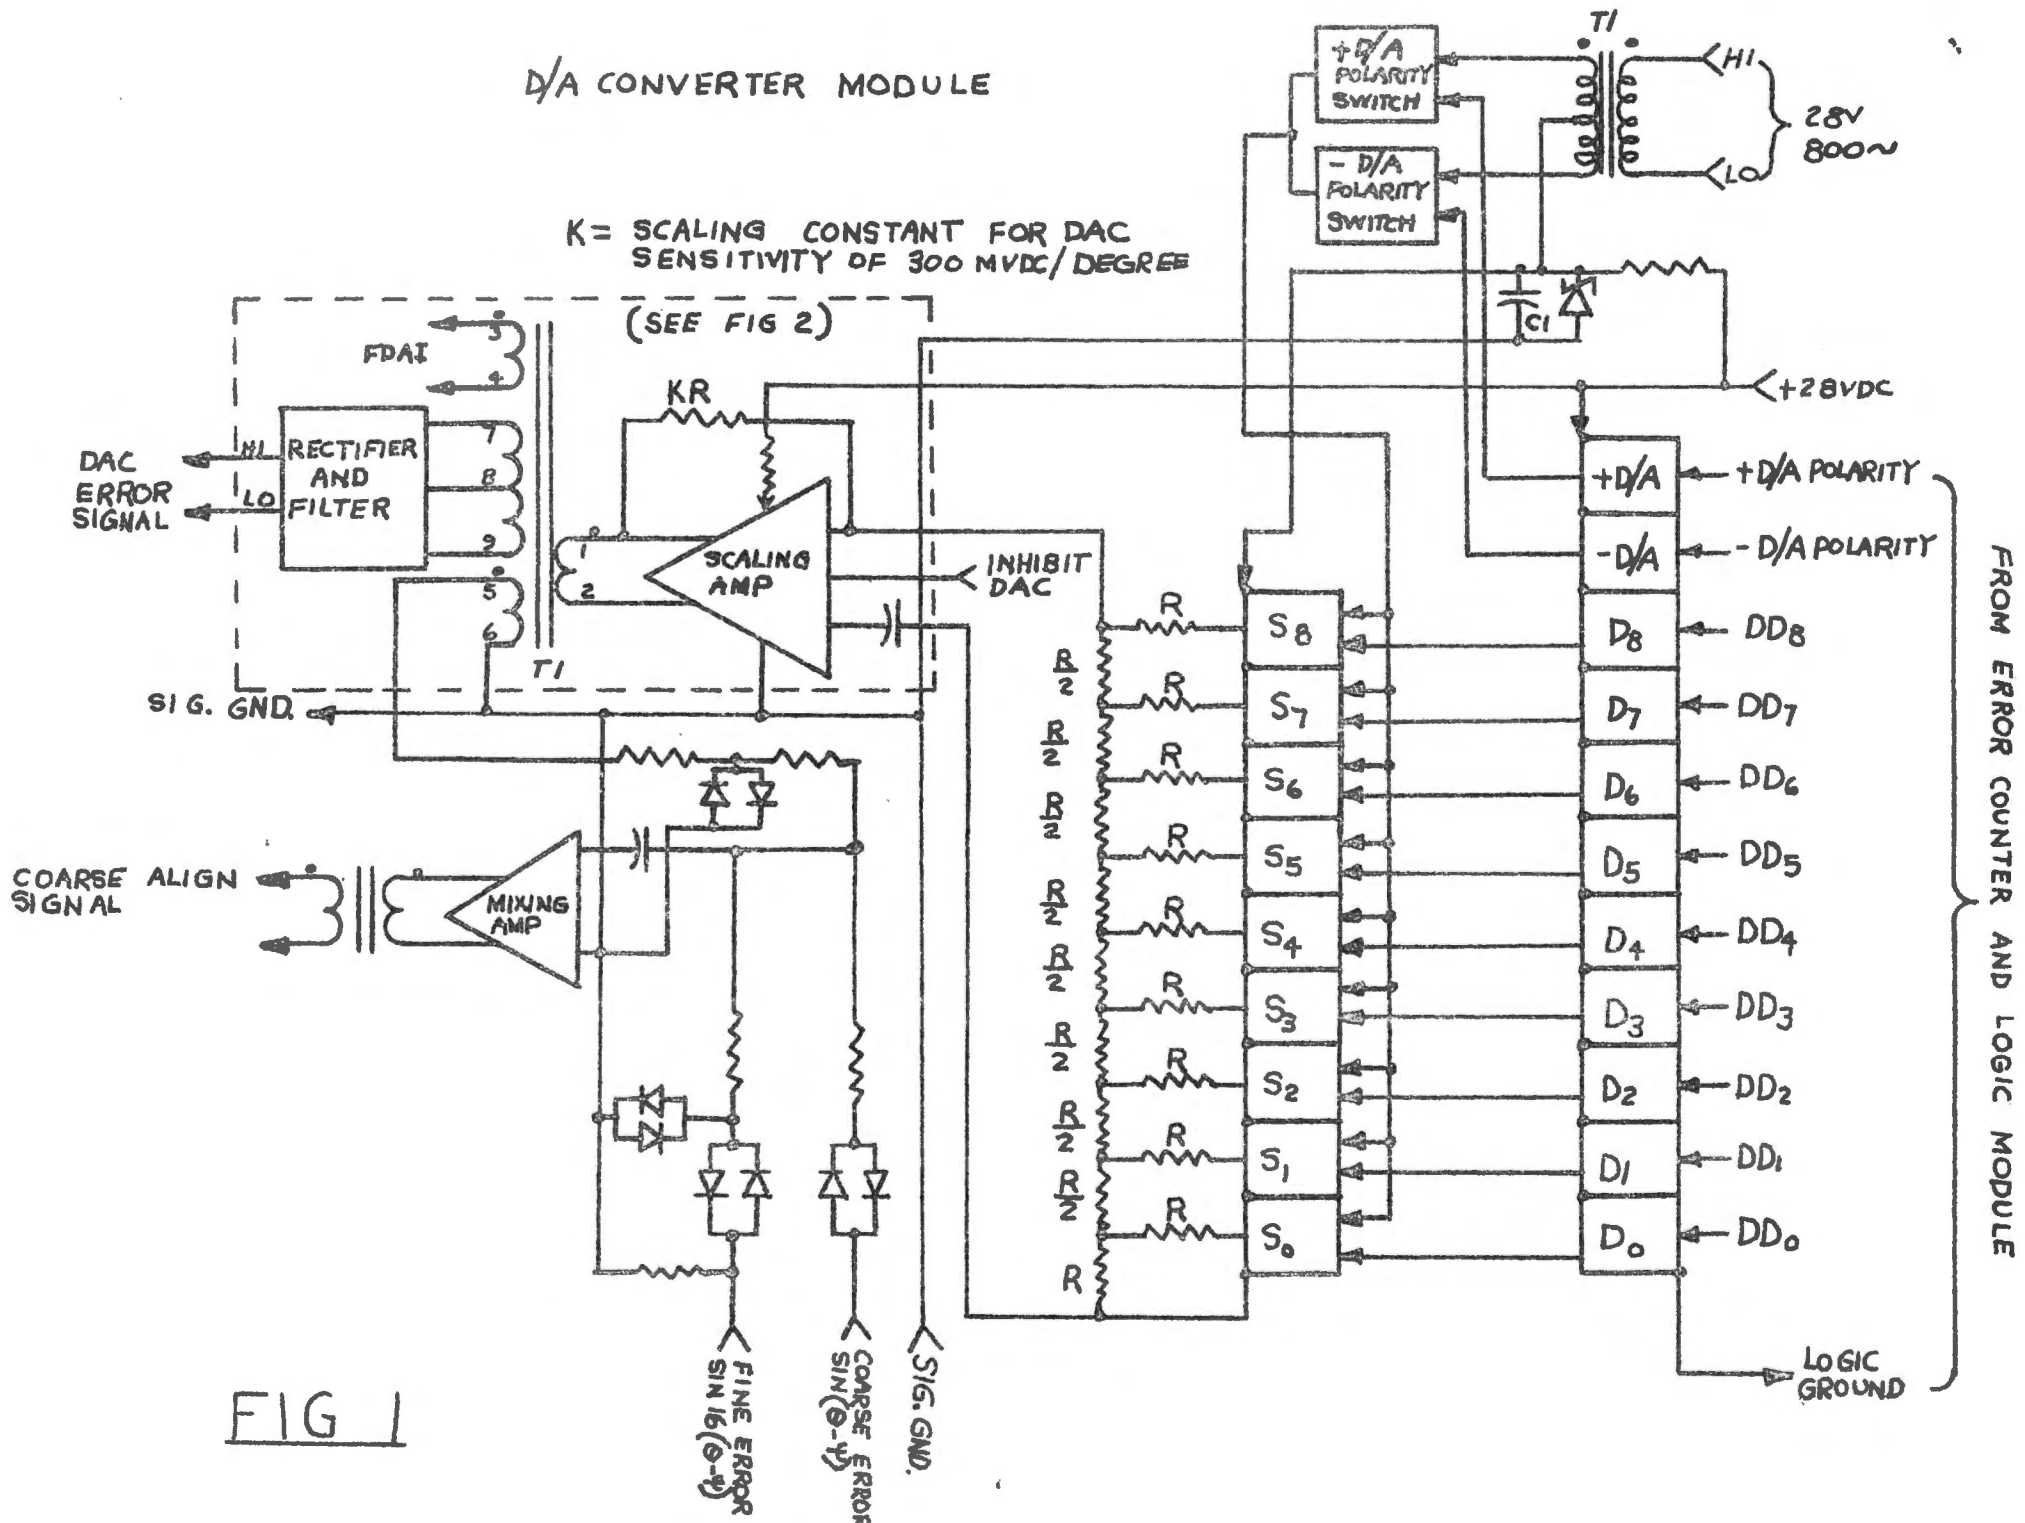 D/A CONVERTER MODULE
K = SCALING CONSTANT FOR DAC
SENSITIVITY OF 300 MVDC/DEGREE
(SEE FIG 2)
T1
HI
LO
28V
800~
+D/A
POLARITY
SWITCH
- D/A
POLARITY
SWITCH
C1
+28VDC
3
FDAI
4
KR
DAC
ERROR
SIGNAL
HI
LO
RECTIFIER
AND
FILTER
7
8
9
5
6
T1
1
2
SCALING
AMP
INHIBIT
DAC
SIG. GND.
COARSE ALIGN
SIGNAL
MIXING
AMP
FINE ERROR
SIN 16(θ-Ψ)
COARSE ERROR
SIN(θ-Ψ)
SIG. GND.
R
R
R
R
R
R
R
R
R
R/2
R/2
R/2
R/2
R/2
R/2
R/2
R/2
R
S8
S7
S6
S5
S4
S3
S2
S1
S0
+D/A
-D/A
D8
D7
D6
D5
D4
D3
D2
D1
D0
+D/A POLARITY
-D/A POLARITY
DD8
DD7
DD6
DD5
DD4
DD3
DD2
DD1
DD0
LOGIC
GROUND
FROM ERROR COUNTER AND LOGIC MODULE
FIG 1